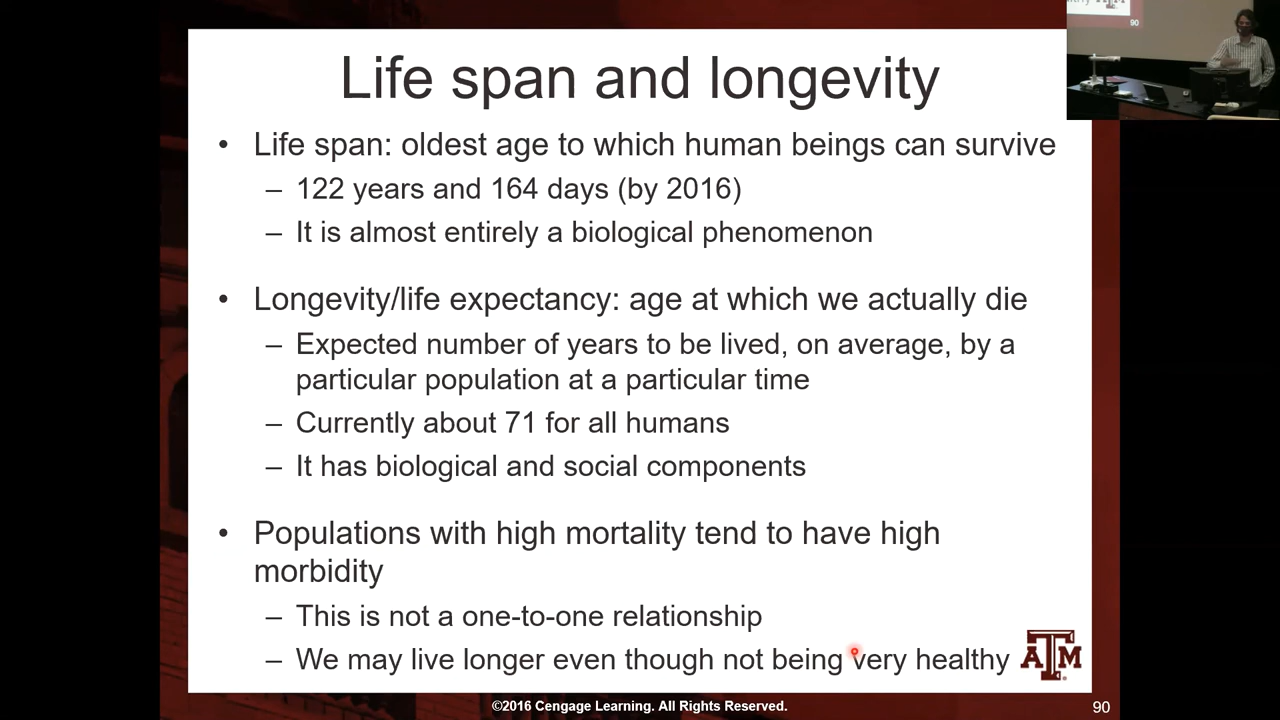 Life span and longevity
• Life span: oldest age to which human beings can survive
– 122 years and 164 days (by 2016)
– It is almost entirely a biological phenomenon
• Longevity/life expectancy: age at which we actually die
– Expected number of years to be lived, on average, by a
particular population at a particular time
– Currently about 71 for all humans
– It has biological and social components
• Populations with high mortality tend to have high
morbidity
– This is not a one-to-one relationship
– We may live longer even though not being very healthy
ATM
©2016 Cengage Learning. All Rights Reserved.
90
90